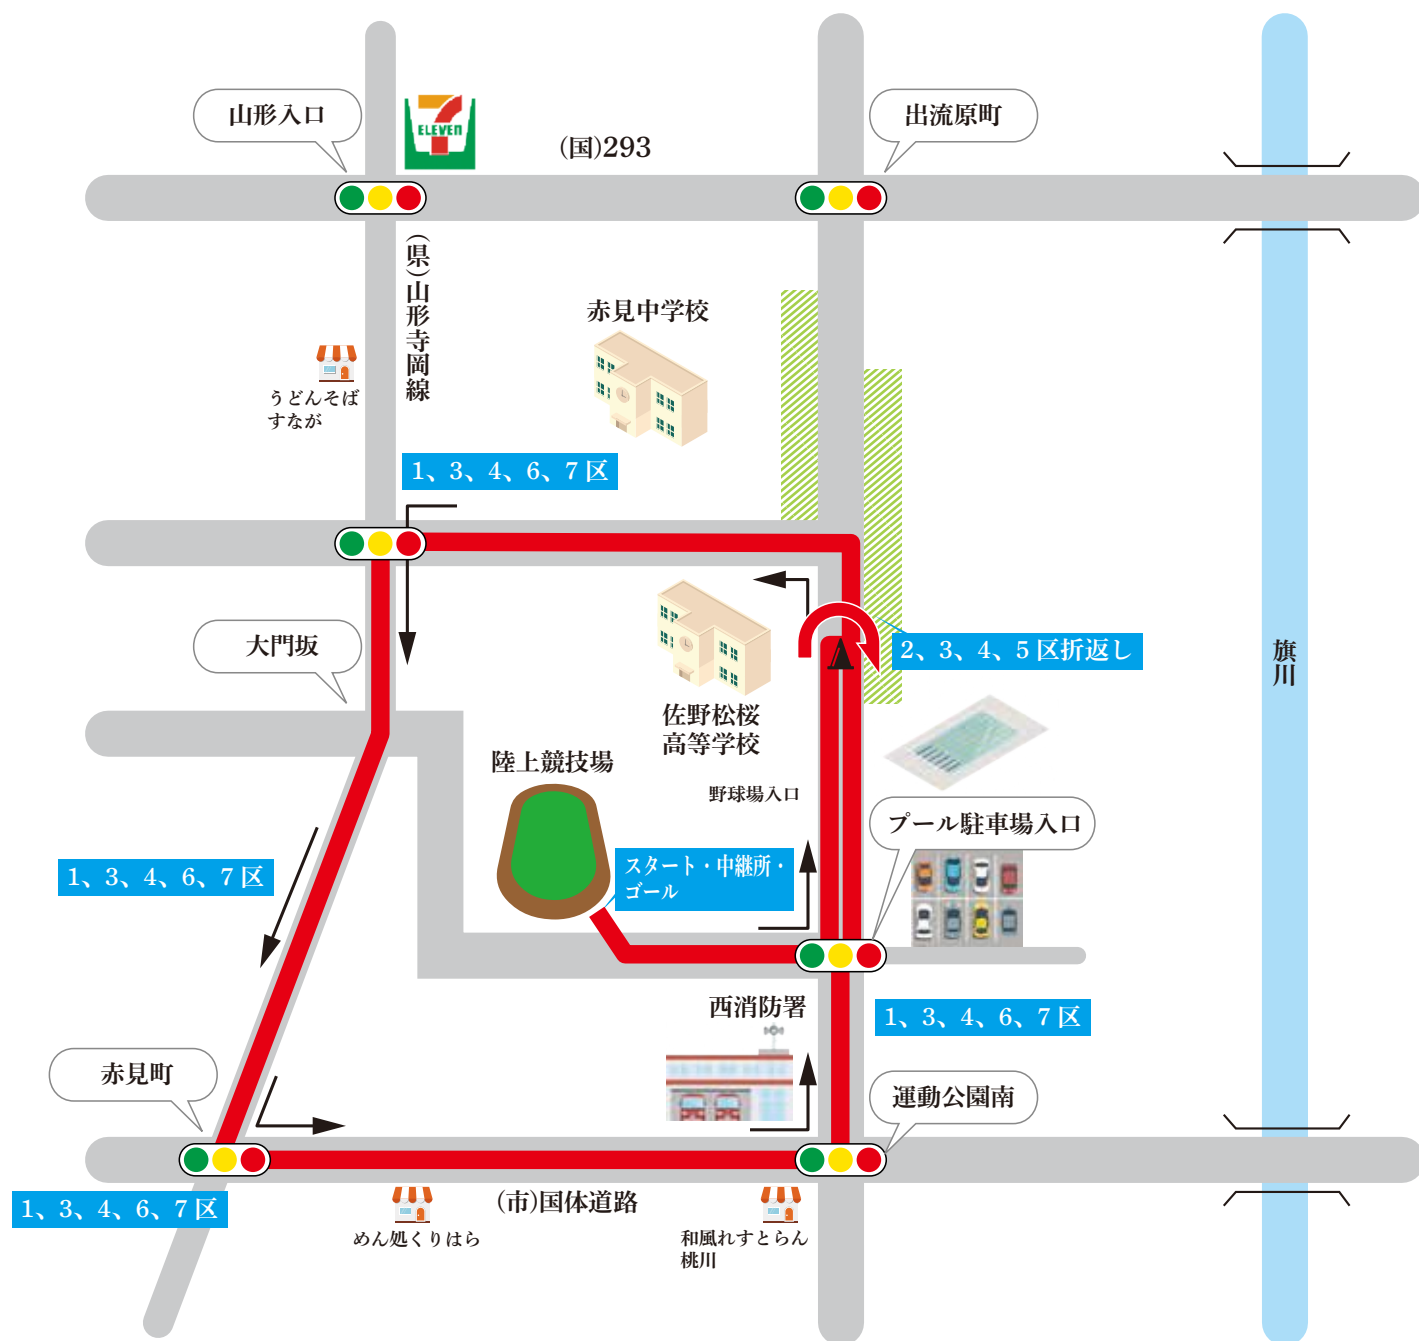 山形入口
ELEVEN
(国)293
出流原町
(県)山形寺岡線
赤見中学校
うどんそば
すなが
1、3、4、6、7 区
大門坂
2、3、4、5 区折返し
旗川
佐野松桜
高等学校
陸上競技場
野球場入口
プール駐車場入口
スタート・中継所・
ゴール
1、3、4、6、7 区
西消防署
1、3、4、6、7 区
赤見町
運動公園南
1、3、4、6、7 区
(市)国体道路
めん処くりはら
和風れすとらん
桃川